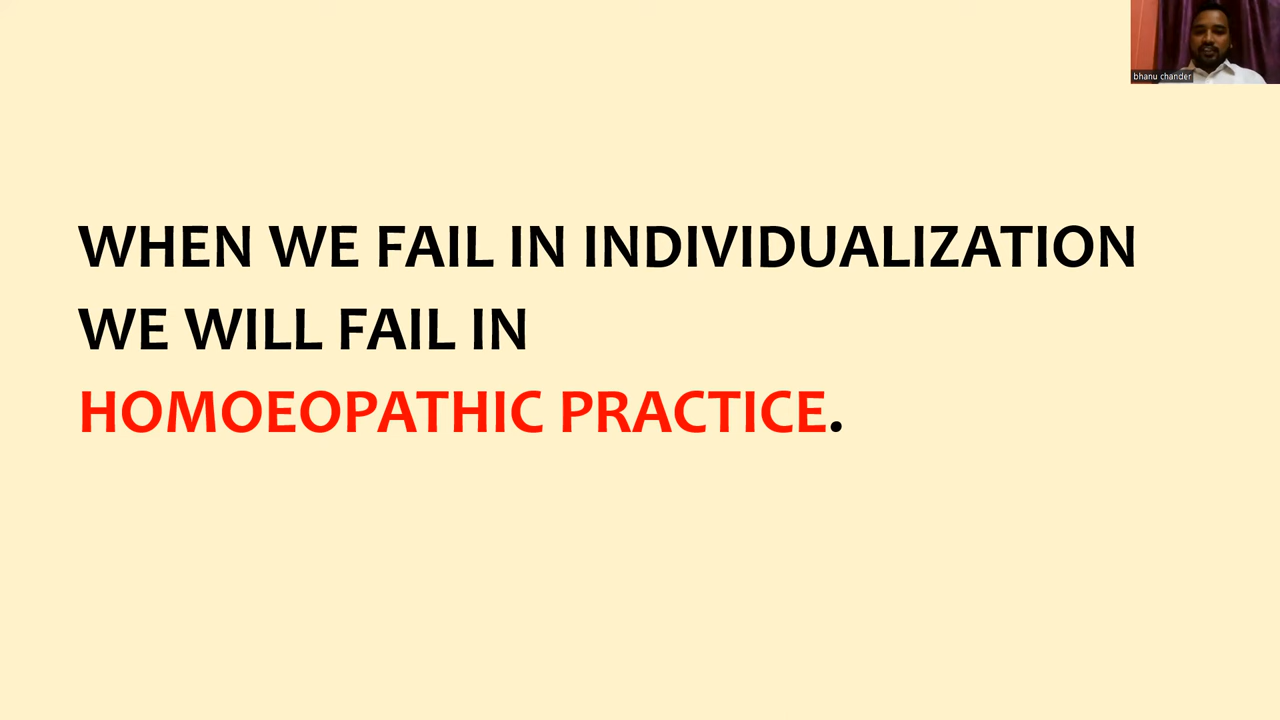 bhanu chander
WHEN WE FAIL IN INDIVIDUALIZATION
WE WILL FAIL IN
HOMOEOPATHIC PRACTICE.